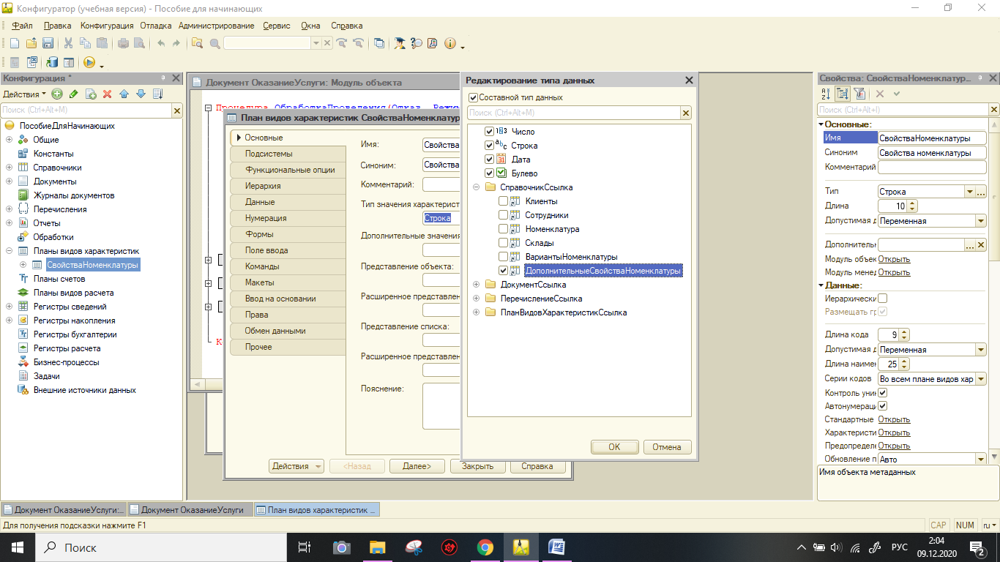 Конфигуратор (учебная версия) - Пособие для начинающих
Файл Правка Конфигурация Отладка Администрирование Сервис Окна Справка
Конфигурация *
Действия
Поиск (Ctrl+Alt+M)
ПособиеДляНачинающих
Общие
Константы
Справочники
Документы
Журналы документов
Перечисления
Отчеты
Обработки
Планы видов характеристик
СвойстваНоменклатуры
Планы счетов
Планы видов расчета
Регистры сведений
Регистры накопления
Регистры бухгалтерии
Регистры расчета
Бизнес-процессы
Задачи
Внешние источники данных
Документ ОказаниеУслуги: Модуль объекта
Процедура ОбработкаПроведения(Отказ, Режим
К
План видов характеристик СвойстваНоменклатур
Основные
Подсистемы
Функциональные опции
Иерархия
Данные
Нумерация
Формы
Поле ввода
Команды
Макеты
Ввод на основании
Права
Обмен данными
Прочее
Имя: Свойства
Синоним: Свойства
Комментарий:
Тип значения характерист
Строка
Дополнительные значения
Представление объекта:
Расширенное представлен
Представление списка:
Расширенное представлен
Пояснение:
Действия <Назад Далее> Закрыть Справка
Редактирование типа данных
Составной тип данных
Поиск (Ctrl+Alt+M)
Число
Строка
Дата
Булево
СправочникСсылка
Клиенты
Сотрудники
Номенклатура
Склады
ВариантыНоменклатуры
ДополнительныеСвойстваНоменклатуры
ДокументСсылка
ПеречислениеСсылка
ПланВидовХарактеристикСсылка
OK Отмена
Свойства: СвойстваНоменклатур...
Поиск (Ctrl+Alt+I)
Основные:
Имя СвойстваНоменклатуры
Синоним Свойства номенклатуры
Комментарий
Тип Строка
Длина 10
Допустимая д Переменная
Дополнительн
Модуль объек Открыть
Модуль менед Открыть
Данные:
Иерархически
Размещать гр
Длина кода 9
Допустимая д Переменная
Длина наимен 25
Серии кодов Во всем плане видов хар
Контроль уник
Автонумераци
Стандартные Открыть
Характеристи Открыть
Предопределе Открыть
Обновление п Авто
Имя объекта метаданных
Документ ОказаниеУслуги:... Документ ОказаниеУслуги План видов характеристик ...
Для получения подсказки нажмите F1
CAP NUM ru
Поиск
РУС
2:04
09.12.2020
2